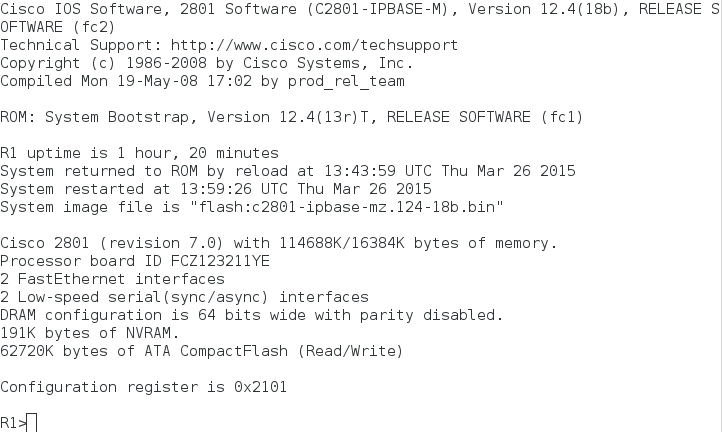 Cisco IOS Software, 2801 Software (C2801-IPBASE-M), Version 12.4(18b), RELEASE S
OFTWARE (fc2)
Technical Support: http://www.cisco.com/techsupport
Copyright (c) 1986-2008 by Cisco Systems, Inc.
Compiled Mon 19-May-08 17:02 by prod_rel_team

ROM: System Bootstrap, Version 12.4(13r)T, RELEASE SOFTWARE (fc1)

R1 uptime is 1 hour, 20 minutes
System returned to ROM by reload at 13:43:59 UTC Thu Mar 26 2015
System restarted at 13:59:26 UTC Thu Mar 26 2015
System image file is "flash:c2801-ipbase-mz.124-18b.bin"

Cisco 2801 (revision 7.0) with 114688K/16384K bytes of memory.
Processor board ID FCZ123211YE
2 FastEthernet interfaces
2 Low-speed serial(sync/async) interfaces
DRAM configuration is 64 bits wide with parity disabled.
191K bytes of NVRAM.
62720K bytes of ATA CompactFlash (Read/Write)

Configuration register is 0x2101

R1>